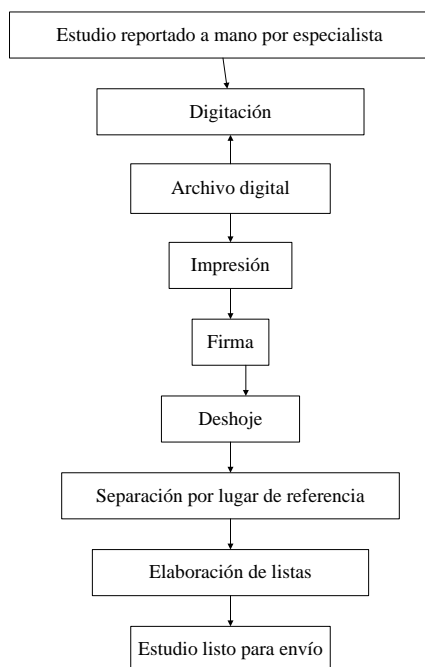 Estudio reportado a mano por especialista
Digitación
Archivo digital
Impresión
Firma
Deshoje
Separación por lugar de referencia
Elaboración de listas
Estudio listo para envío